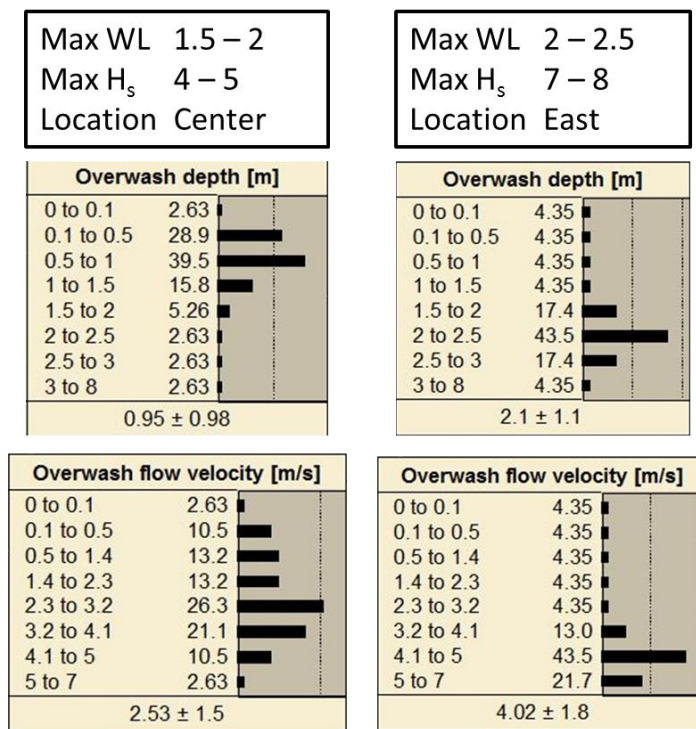 Max WL 1.5 – 2
Max Hs 4 – 5
Location Center
Overwash depth [m]
0 to 0.1 2.63
0.1 to 0.5 28.9
0.5 to 1 39.5
1 to 1.5 15.8
1.5 to 2 5.26
2 to 2.5 2.63
2.5 to 3 2.63
3 to 8 2.63
0.95 ± 0.98
Overwash flow velocity [m/s]
0 to 0.1 2.63
0.1 to 0.5 10.5
0.5 to 1.4 13.2
1.4 to 2.3 13.2
2.3 to 3.2 26.3
3.2 to 4.1 21.1
4.1 to 5 10.5
5 to 7 2.63
2.53 ± 1.5
Max WL 2 – 2.5
Max Hs 7 – 8
Location East
Overwash depth [m]
0 to 0.1 4.35
0.1 to 0.5 4.35
0.5 to 1 4.35
1 to 1.5 4.35
1.5 to 2 17.4
2 to 2.5 43.5
2.5 to 3 17.4
3 to 8 4.35
2.1 ± 1.1
Overwash flow velocity [m/s]
0 to 0.1 4.35
0.1 to 0.5 4.35
0.5 to 1.4 4.35
1.4 to 2.3 4.35
2.3 to 3.2 4.35
3.2 to 4.1 13.0
4.1 to 5 43.5
5 to 7 21.7
4.02 ± 1.8